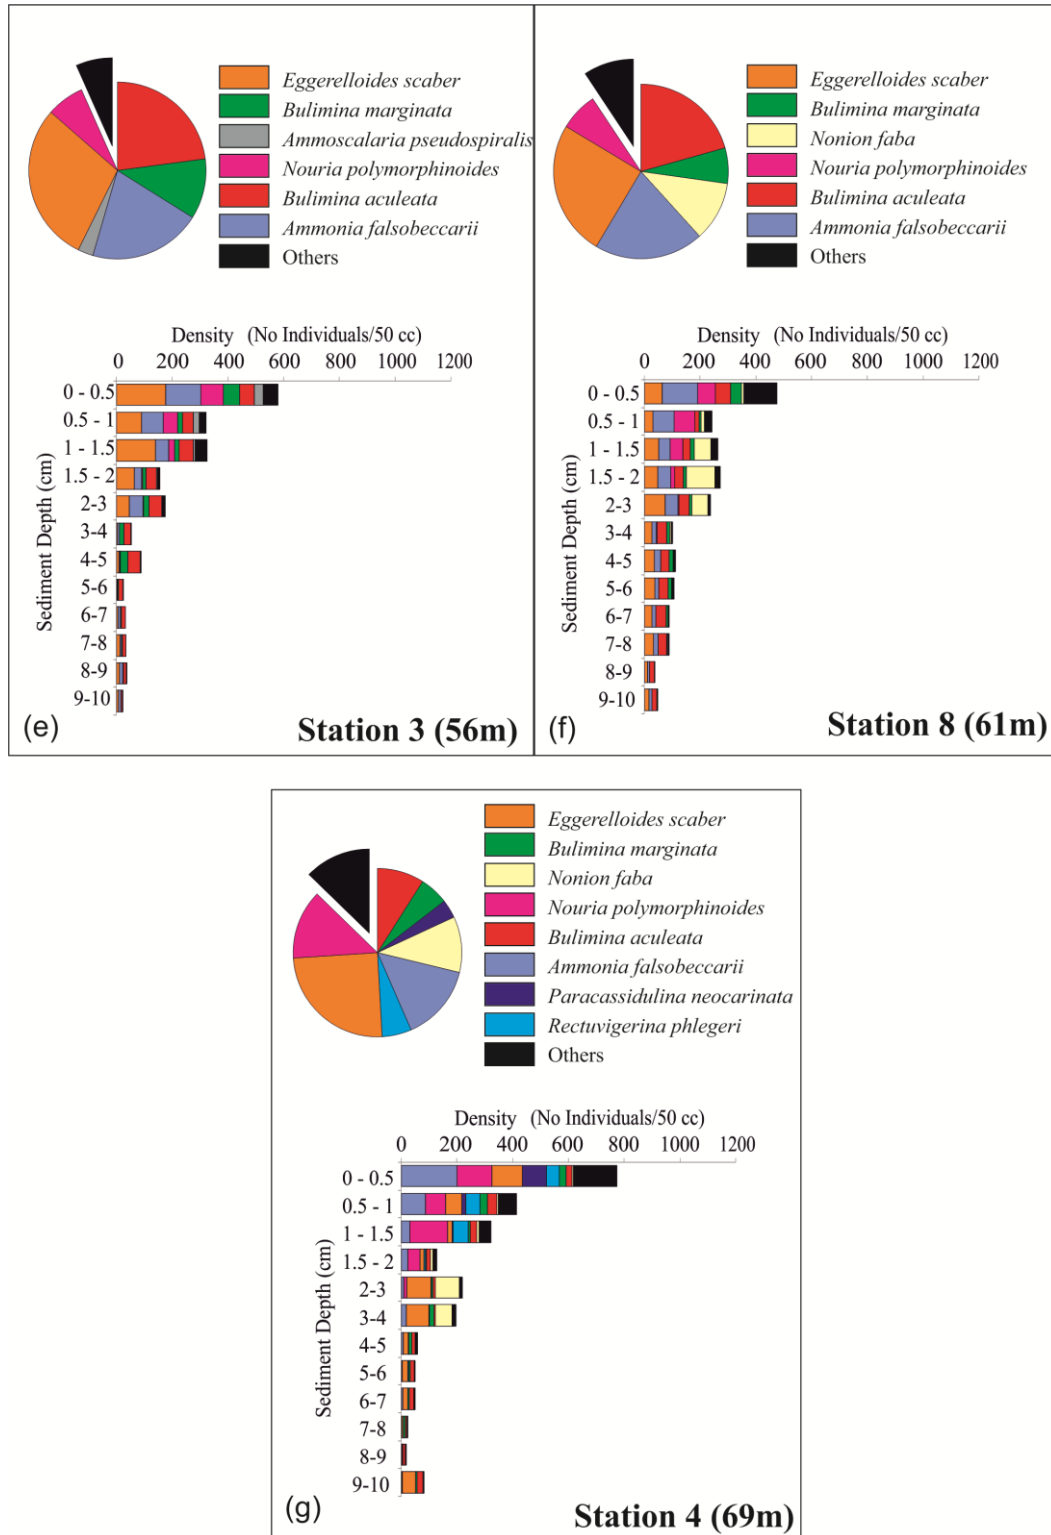 Eggerelloides scaber
Bulimina marginata
Ammoscalaria pseudospiralis
Nouria polymorphinoides
Bulimina aculeata
Ammonia falsobeccarii
Others
Density (No Individuals/50 cc)
0 200 400 600 800 1000 1200
Sediment Depth (cm)
0 - 0.5
0.5 - 1
1 - 1.5
1.5 - 2
2-3
3-4
4-5
5-6
6-7
7-8
8-9
9-10
(e)
Station 3 (56m)
Eggerelloides scaber
Bulimina marginata
Nonion faba
Nouria polymorphinoides
Bulimina aculeata
Ammonia falsobeccarii
Others
Density (No Individuals/50 cc)
0 200 400 600 800 1000 1200
Sediment Depth (cm)
0 - 0.5
0.5 - 1
1 - 1.5
1.5 - 2
2-3
3-4
4-5
5-6
6-7
7-8
8-9
9-10
(f)
Station 8 (61m)
Eggerelloides scaber
Bulimina marginata
Nonion faba
Nouria polymorphinoides
Bulimina aculeata
Ammonia falsobeccarii
Paracassidulina neocarinata
Rectuvigerina phlegeri
Others
Density (No Individuals/50 cc)
0 200 400 600 800 1000 1200
Sediment Depth (cm)
0 - 0.5
0.5 - 1
1 - 1.5
1.5 - 2
2-3
3-4
4-5
5-6
6-7
7-8
8-9
9-10
(g)
Station 4 (69m)